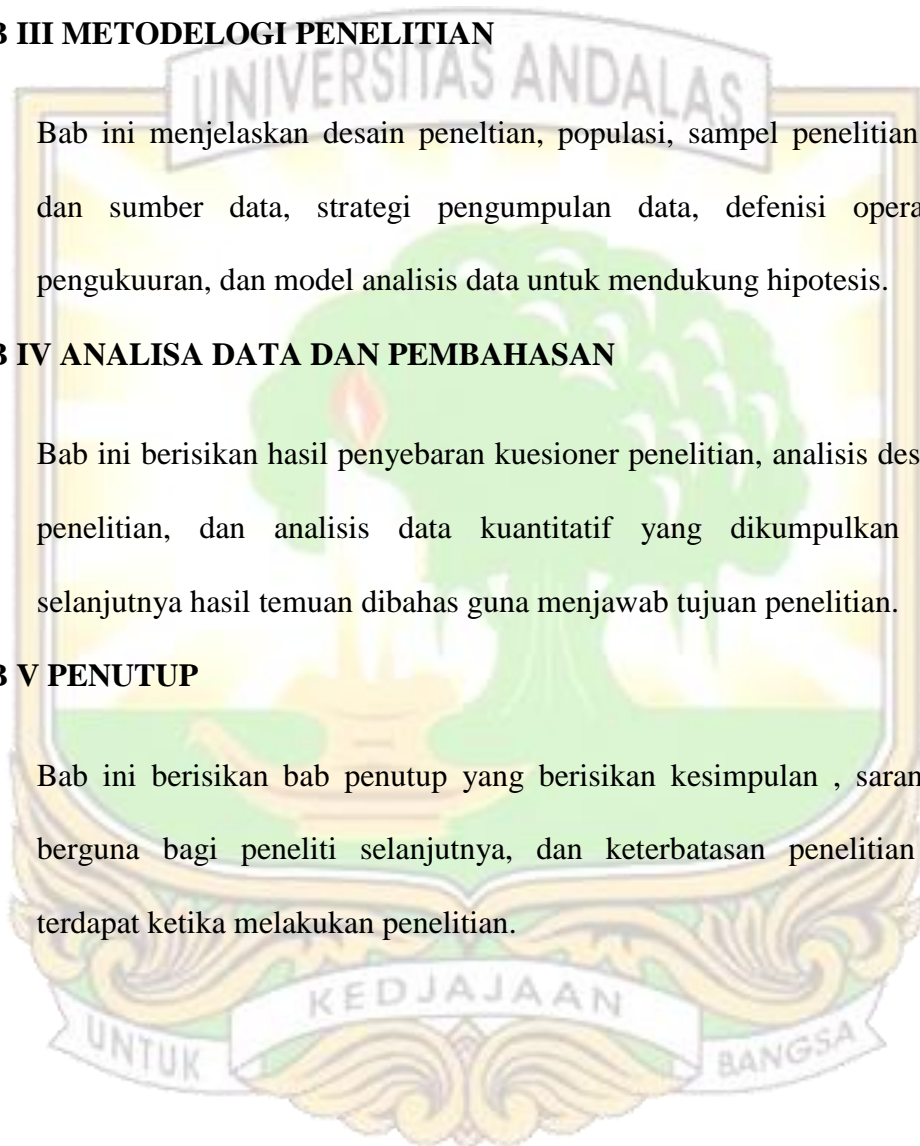 B III METODELOGI PENELITIAN
UNIVERSITAS ANDALAS
Bab ini menjelaskan desain peneltian, populasi, sampel penelitian
dan sumber data, strategi pengumpulan data, defenisi opera
pengukuuran, dan model analisis data untuk mendukung hipotesis.
B IV ANALISA DATA DAN PEMBAHASAN
Bab ini berisikan hasil penyebaran kuesioner penelitian, analisis des
penelitian, dan analisis data kuantitatif yang dikumpulkan
selanjutnya hasil temuan dibahas guna menjawab tujuan penelitian.
B V PENUTUP
Bab ini berisikan bab penutup yang berisikan kesimpulan , saran
berguna bagi peneliti selanjutnya, dan keterbatasan penelitian
terdapat ketika melakukan penelitian.
UNTUK KEDJAJAAN BANGSA